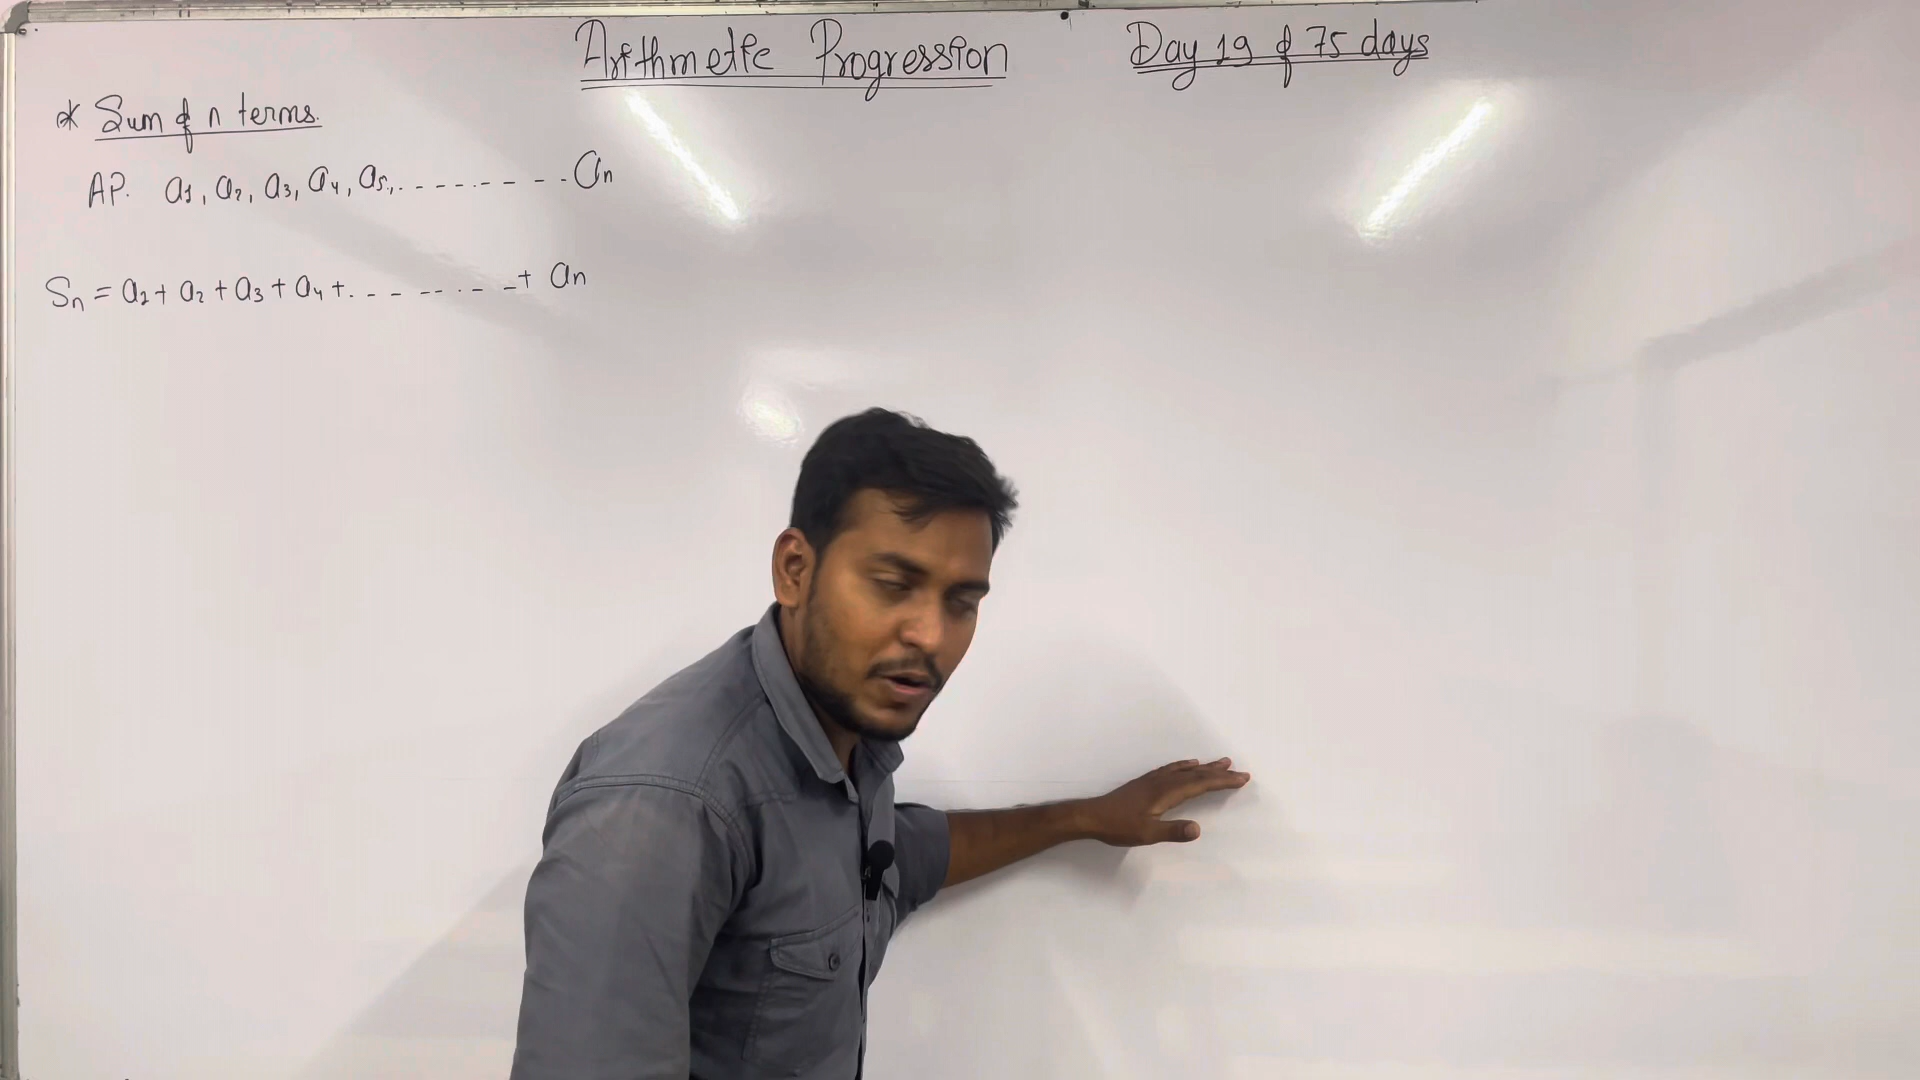 Arithmetic Progression Day 19 of 75 days
* Sum of n terms.
AP. a₁, a₂, a₃, a₄, a₅, . - - - - - - - - . aₙ
Sₙ = a₁ + a₂ + a₃ + a₄ + . - - - - . - - + aₙ